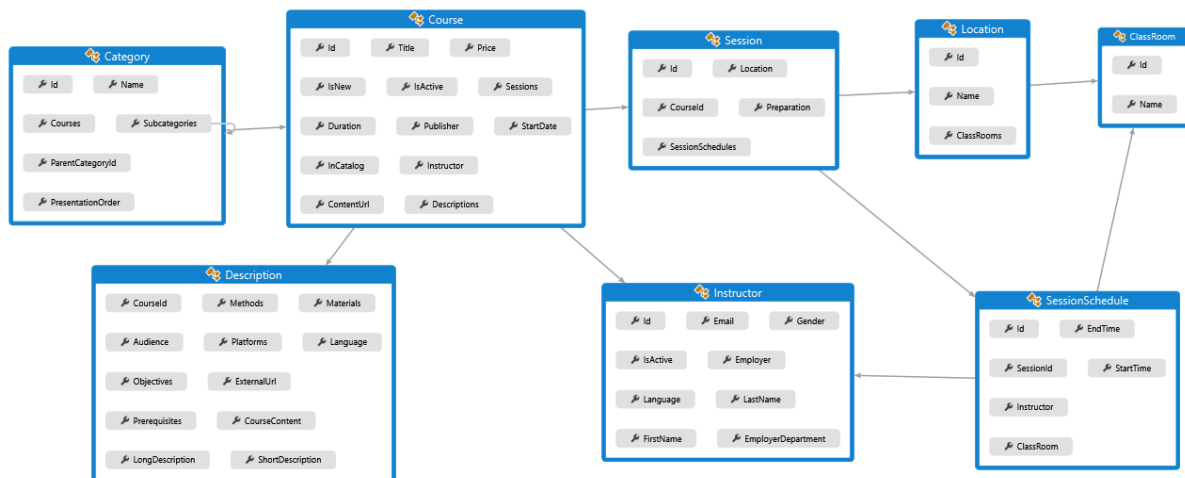 Category
Id Name
Courses Subcategories
ParentCategoryId
PresentationOrder
Course
Id Title Price
IsNew IsActive Sessions
Duration Publisher StartDate
InCatalog Instructor
ContentUrl Descriptions
Session
Id Location
CourseId Preparation
SessionSchedules
Location
Id
Name
ClassRooms
ClassRoom
Id
Name
Description
CourseId Methods Materials
Audience Platforms Language
Objectives ExternalUrl
Prerequisites CourseContent
LongDescription ShortDescription
Instructor
Id Email Gender
IsActive Employer
Language LastName
FirstName EmployerDepartment
SessionSchedule
Id EndTime
SessionId StartTime
Instructor
ClassRoom